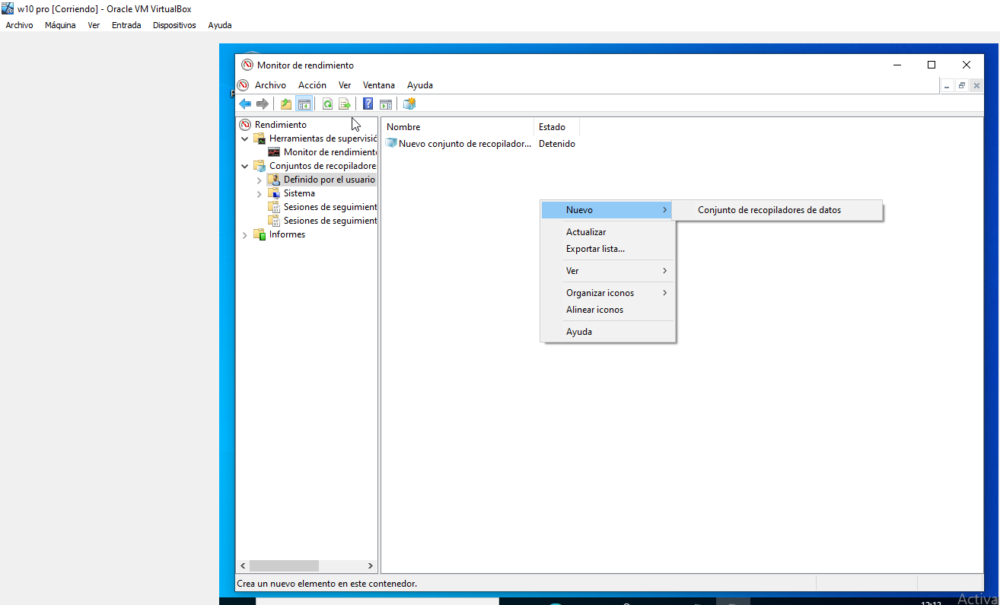 w10 pro [Corriendo] - Oracle VM VirtualBox
Archivo Máquina Ver Entrada Dispositivos Ayuda
Monitor de rendimiento
Archivo Acción Ver Ventana Ayuda
Rendimiento
Herramientas de supervisió
Monitor de rendimient
Conjuntos de recopiladore
Definido por el usuario
Sistema
Sesiones de seguimient
Sesiones de seguimient
Informes
Nombre Estado
Nuevo conjunto de recopilador... Detenido
Nuevo
Conjunto de recopiladores de datos
Actualizar
Exportar lista...
Ver
Organizar iconos
Alinear iconos
Ayuda
Crea un nuevo elemento en este contenedor.
Activa